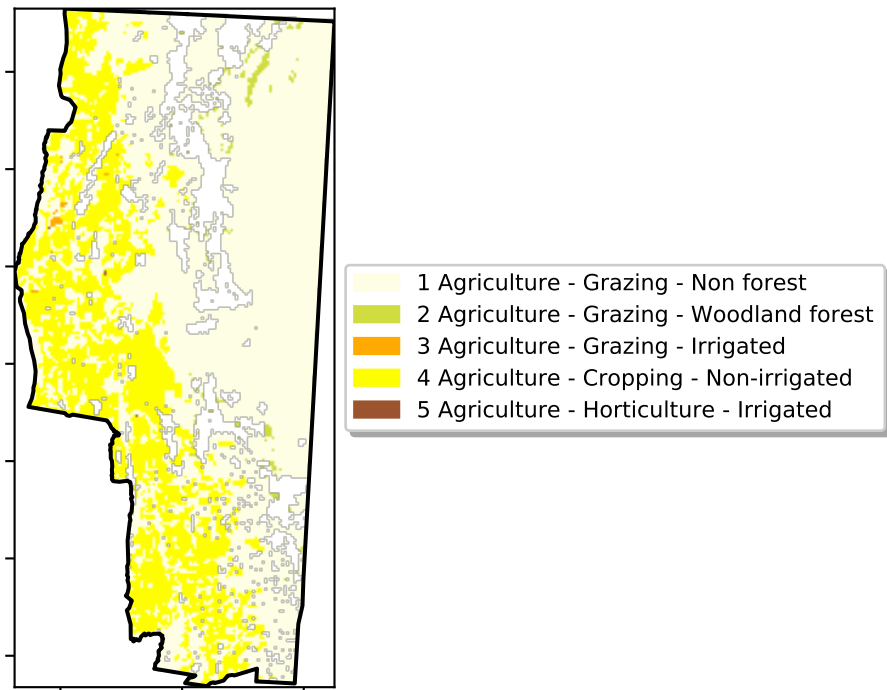 1 Agriculture - Grazing - Non forest
2 Agriculture - Grazing - Woodland forest
3 Agriculture - Grazing - Irrigated
4 Agriculture - Cropping - Non-irrigated
5 Agriculture - Horticulture - Irrigated